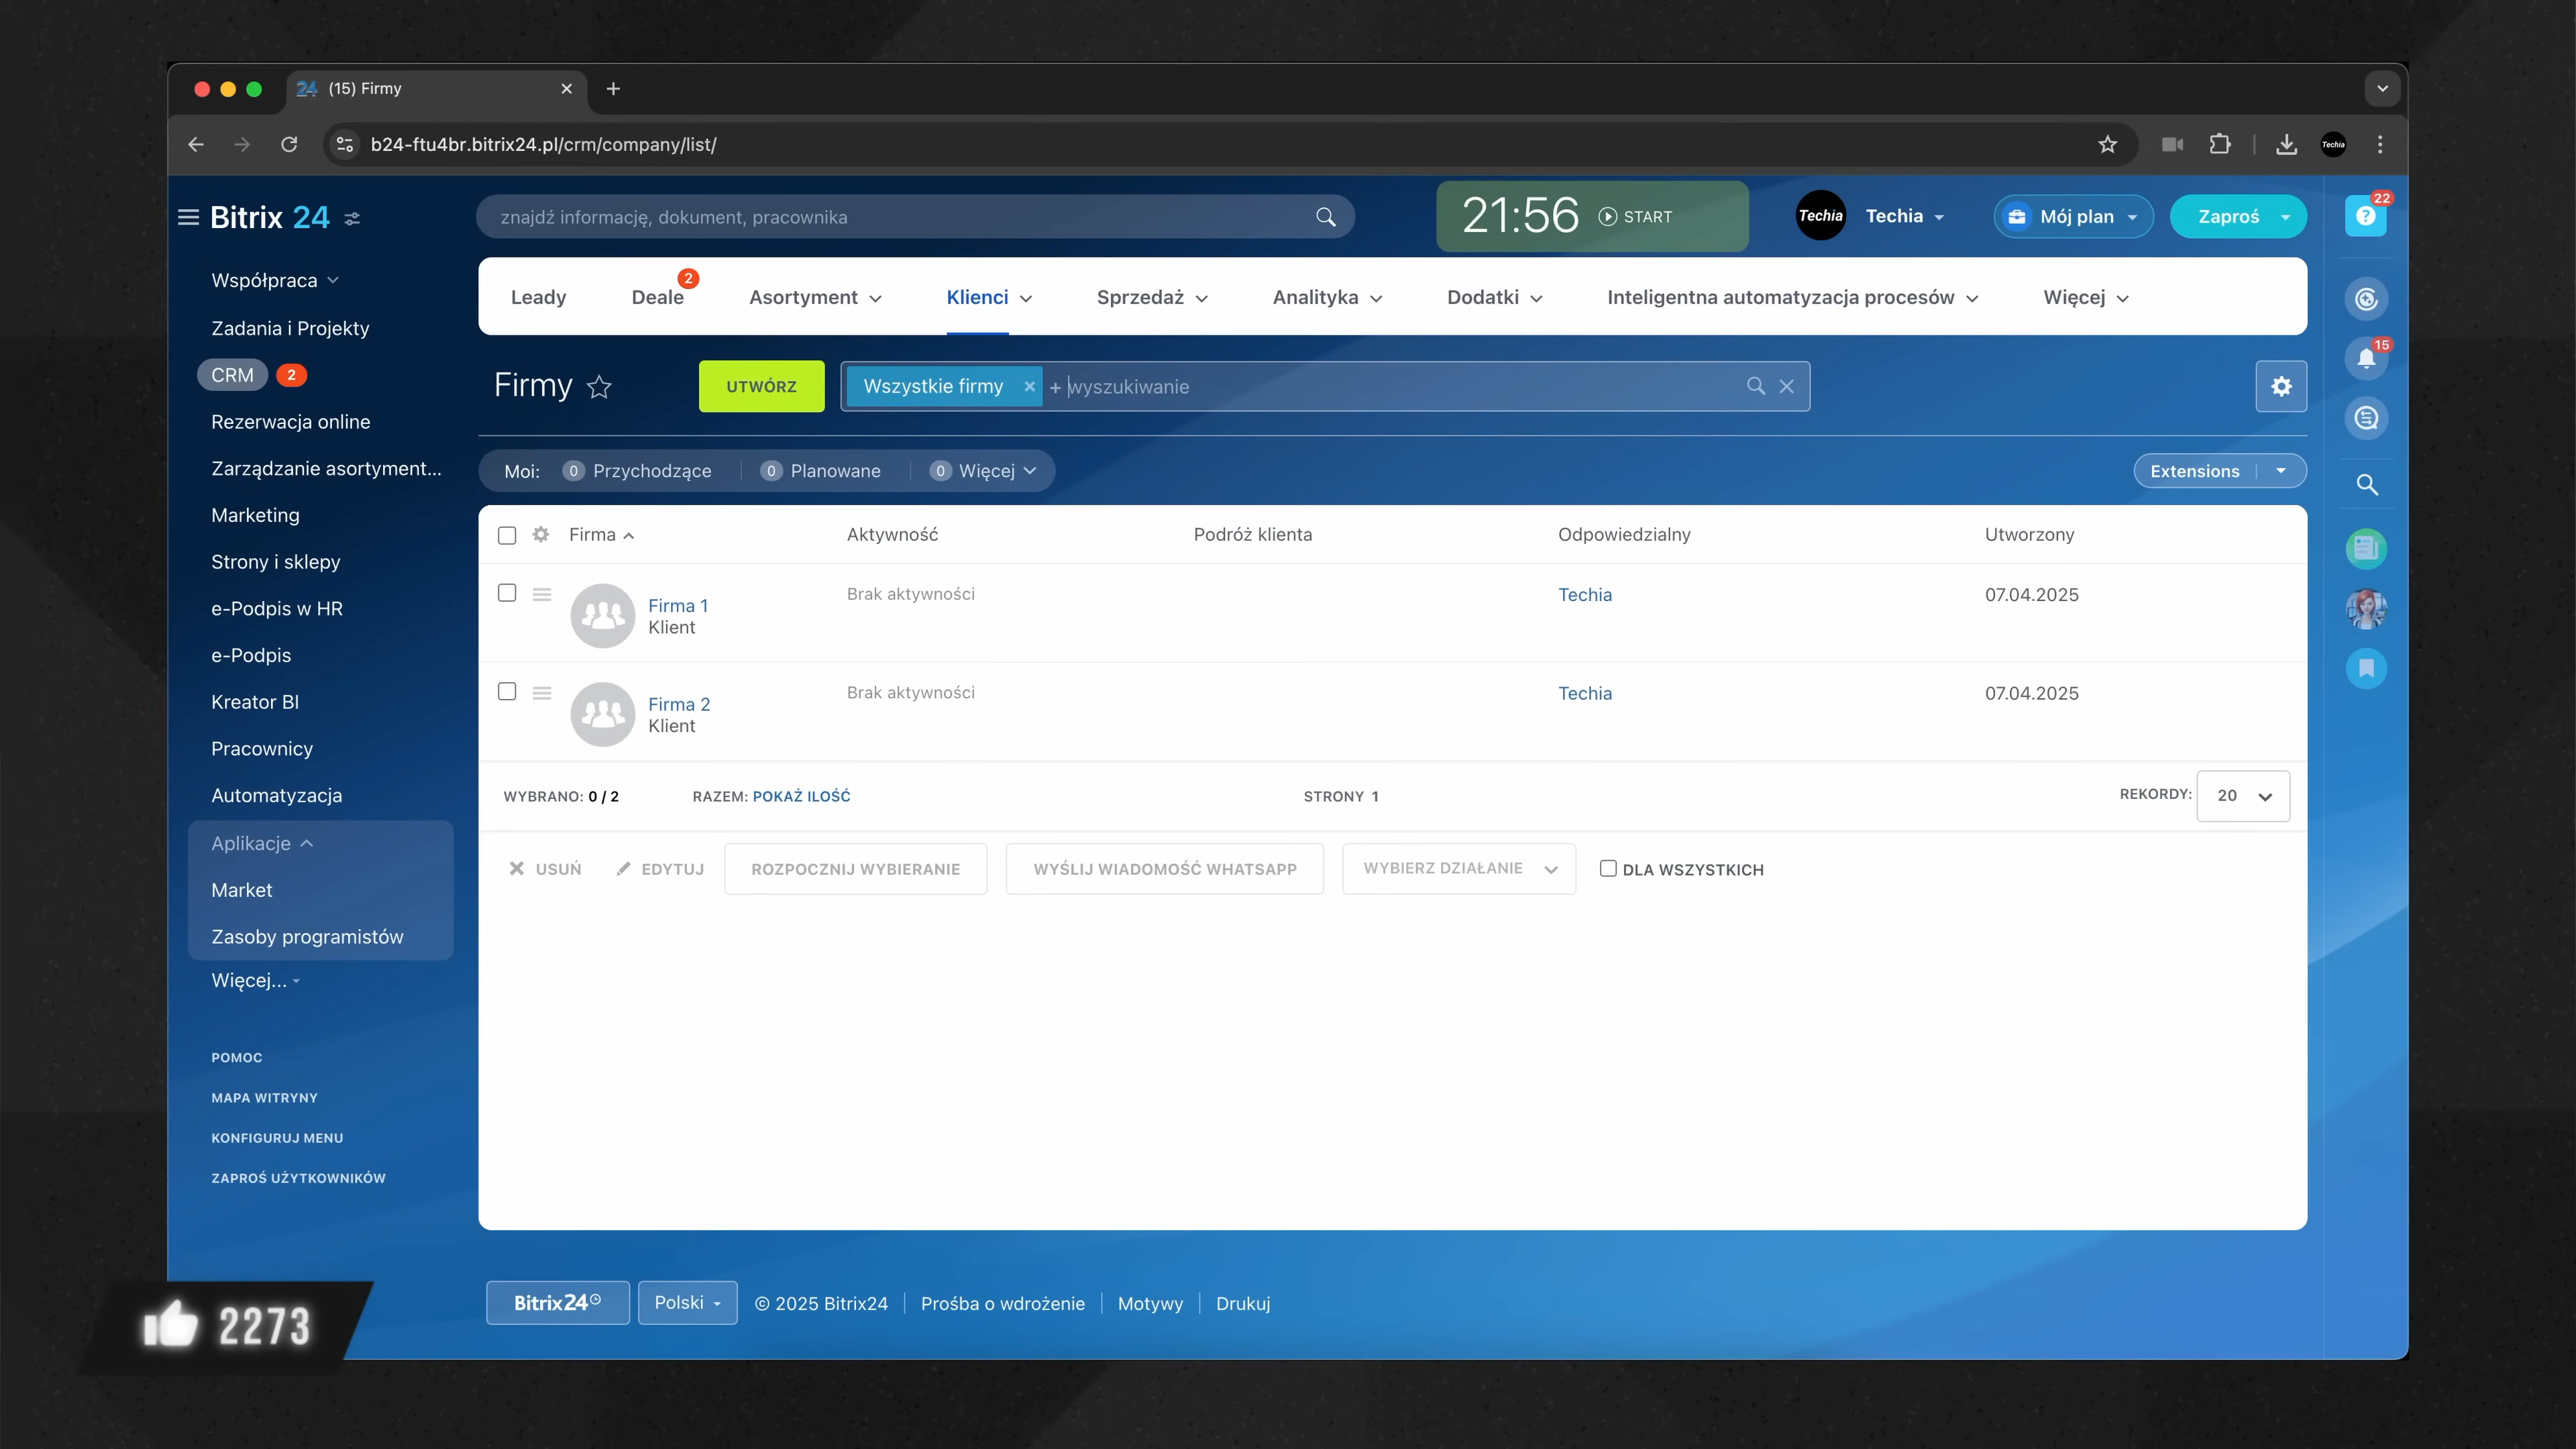 24 (15) Firmy
b24-ftu4br.bitrix24.pl/crm/company/list/
Techia
Bitrix 24
znajdź informację, dokument, pracownika
21:56 START
Techia
Techia
Mój plan
Zaproś
22
Współpraca
Zadania i Projekty
CRM 2
Rezerwacja online
Zarządzanie asortyment...
Marketing
Strony i sklepy
e-Podpis w HR
e-Podpis
Kreator BI
Pracownicy
Automatyzacja
Aplikacje
Market
Zasoby programistów
Więcej...
POMOC
MAPA WITRYNY
KONFIGURUJ MENU
ZAPROŚ UŻYTKOWNIKÓW
Leady Deale 2 Asortyment Klienci Sprzedaż Analityka Dodatki Inteligentna automatyzacja procesów Więcej
Firmy
UTWÓRZ
Wszystkie firmy × + wyszukiwanie
15
Moi: 0 Przychodzące 0 Planowane 0 Więcej
Extensions
Firma Aktywność Podróż klienta Odpowiedzialny Utworzony
Firma 1 Brak aktywności Techia 07.04.2025
Klient
Firma 2 Brak aktywności Techia 07.04.2025
Klient
WYBRANO: 0 / 2 RAZEM: POKAŻ ILOŚĆ STRONY 1 REKORDY: 20
USUŃ EDYTUJ ROZPOCZNIJ WYBIERANIE WYŚLIJ WIADOMOŚĆ WHATSAPP WYBIERZ DZIAŁANIE DLA WSZYSTKICH
Bitrix24 Polski © 2025 Bitrix24 Prośba o wdrożenie Motywy Drukuj
2273